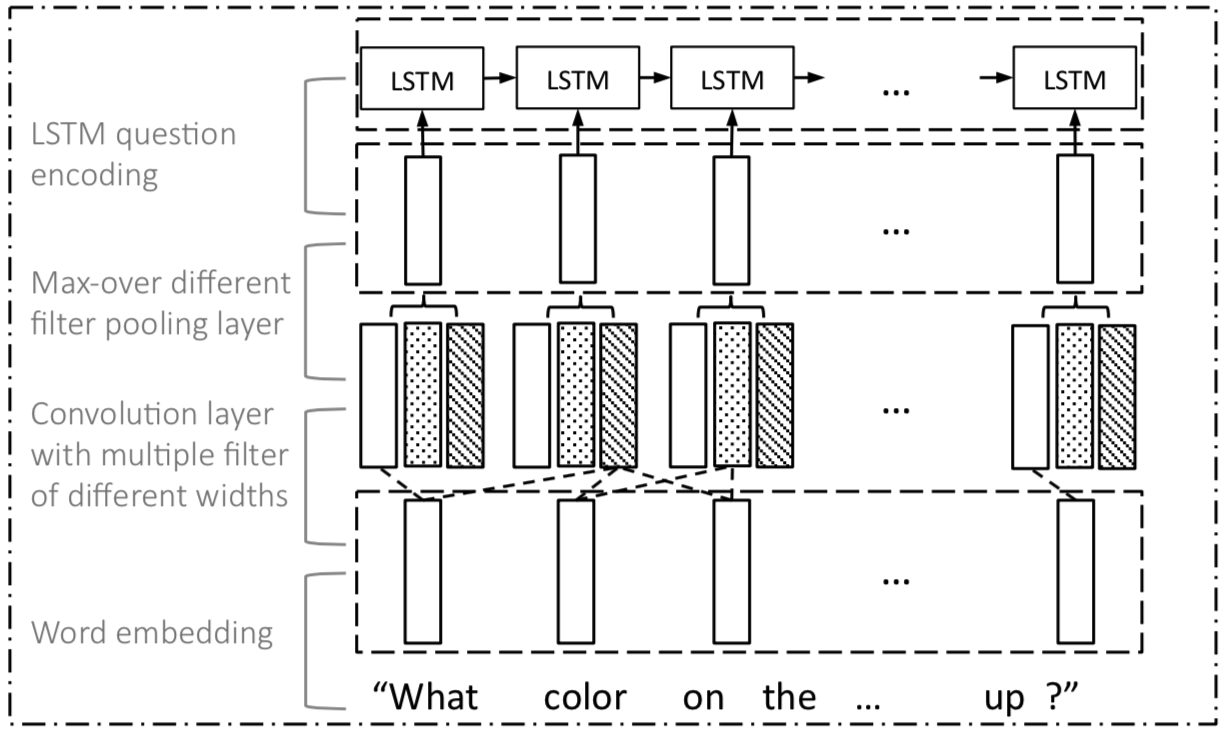 LSTM LSTM LSTM ... LSTM
LSTM question
encoding
...
Max-over different
filter pooling layer
...
Convolution layer
with multiple filter
of different widths
...
Word embedding
“What color on the ... up ?”